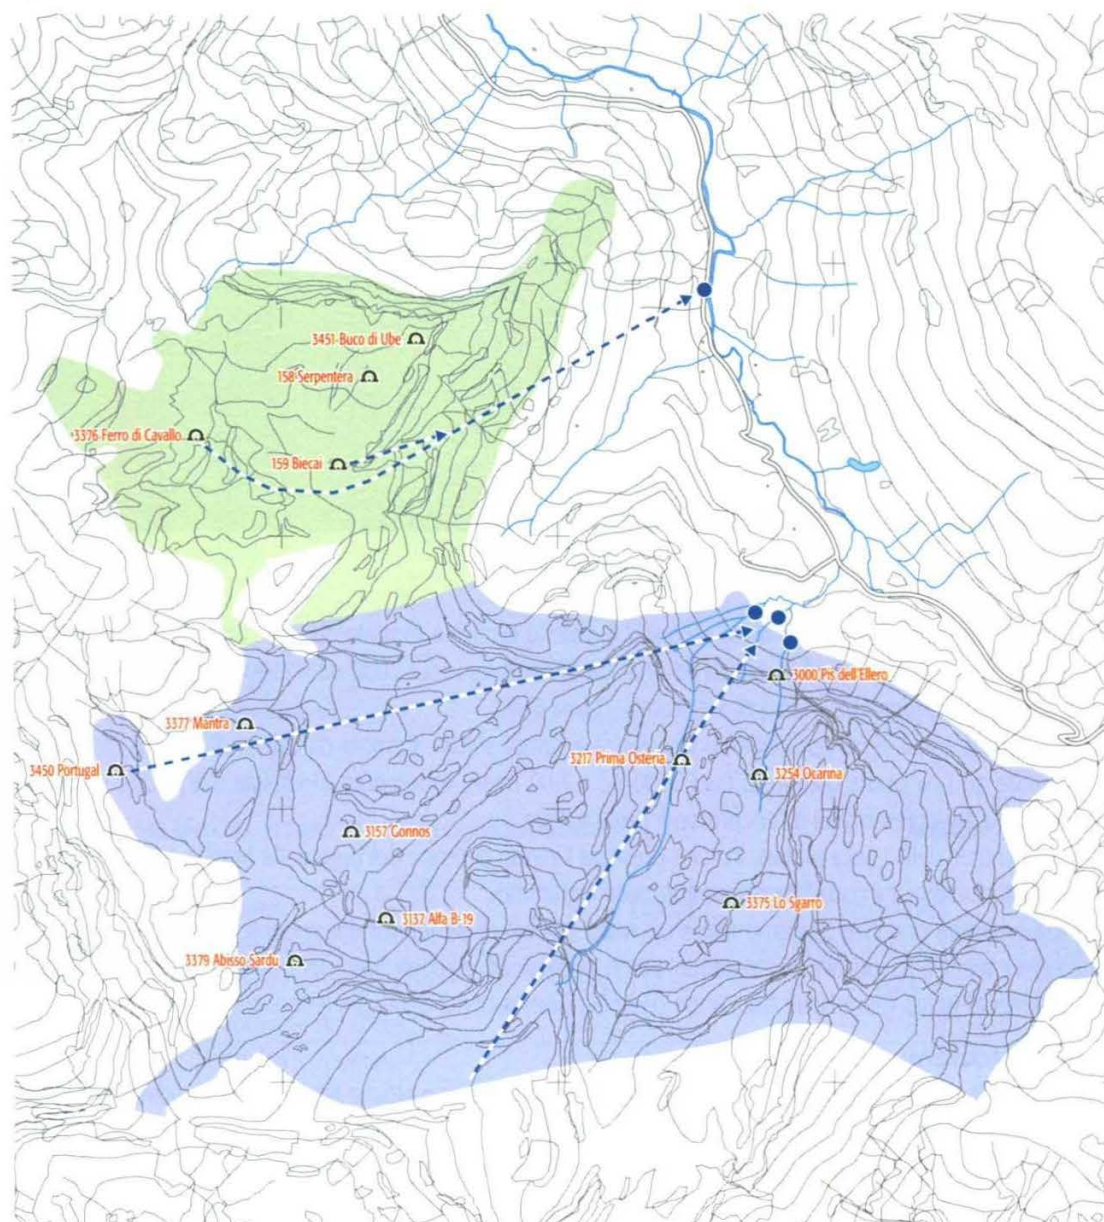 3451 Buco di Ube
158 Serpentera
3376 Ferro di Cavallo
159 Biecai
3000 Pis dell'Ellero
3377 Mantra
3217 Prima Osteria
3450 Portugal
3254 Ocarina
3157 Gonnos
3375 Lo Sgarro
3137 Alfa B-19
3379 Abisso Sardu